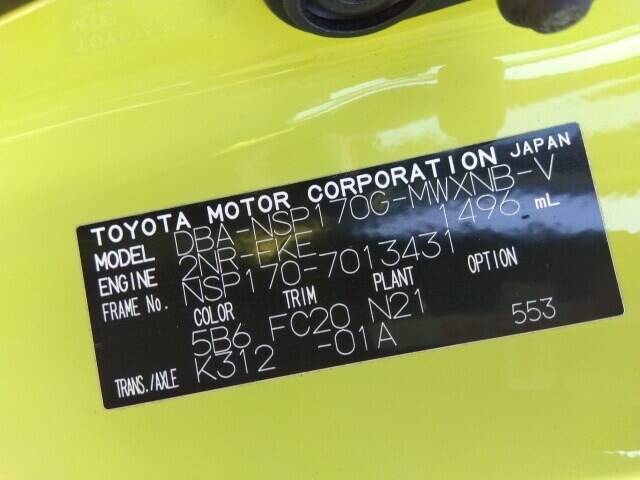 TOYOTA MOTOR CORPORATION JAPAN
MODEL DBA-NSP170G-MWXNB-V
ENGINE 2NR-FKE 1496 mL
FRAME No. NSP170-7013431
COLOR TRIM PLANT OPTION
5B6 FC20 N21 553
TRANS./AXLE K312 -01A